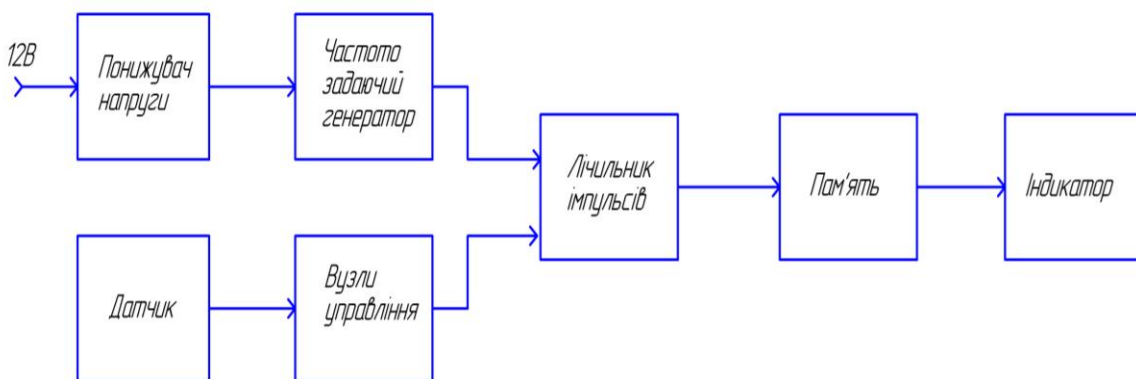 12В
Понижувач
напруги
Частото
задаючий
генератор
Лічильник
імпульсів
Пам'ять
Індикатор
Датчик
Вузли
управління